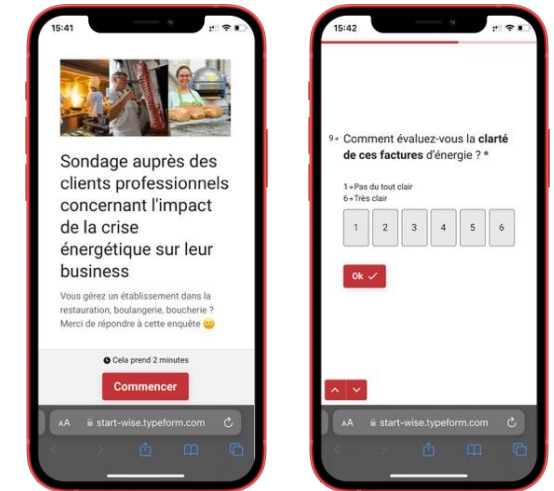 15:41
Sondage auprès des
clients professionnels
concernant l'impact
de la crise
énergétique sur leur
business
Vous gérez un établissement dans la
restauration, boulangerie, boucherie ?
Merci de répondre à cette enquête 😊
Cela prend 2 minutes
Commencer
AA start-wise.typeform.com
15:42
9→ Comment évaluez-vous la clarté
de ces factures d'énergie ? *
1→Pas du tout clair
6→Très clair
1 2 3 4 5 6
Ok ✓
AA start-wise.typeform.com